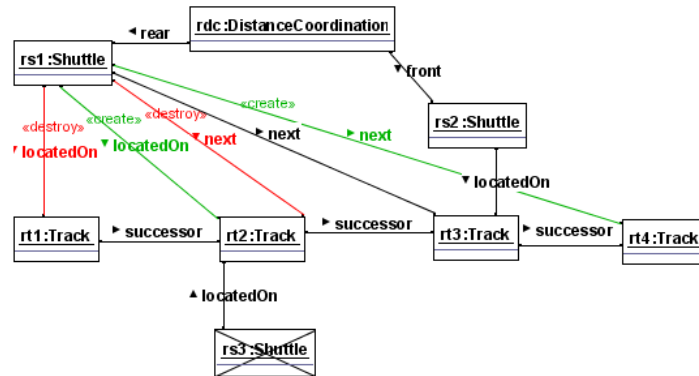 rdc :DistanceCoordination
◄ rear
rs1 :Shuttle
▼ front
«create»
«destroy»
«create»
«destroy»
▼ next
► next
► next
rs2 :Shuttle
▼ locatedOn
▼ locatedOn
▼ locatedOn
rt1 :Track
► successor
rt2 :Track
► successor
rt3 :Track
► successor
rt4 :Track
▲ locatedOn
rs3 :Shuttle